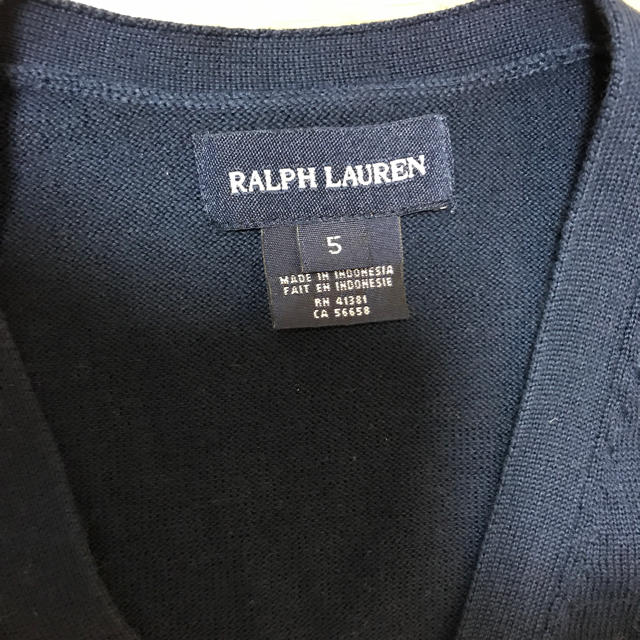 RALPH LAUREN
5
MADE IN INDONESIA
FAIT EN INDONESIE
RN 41381
CA 56658